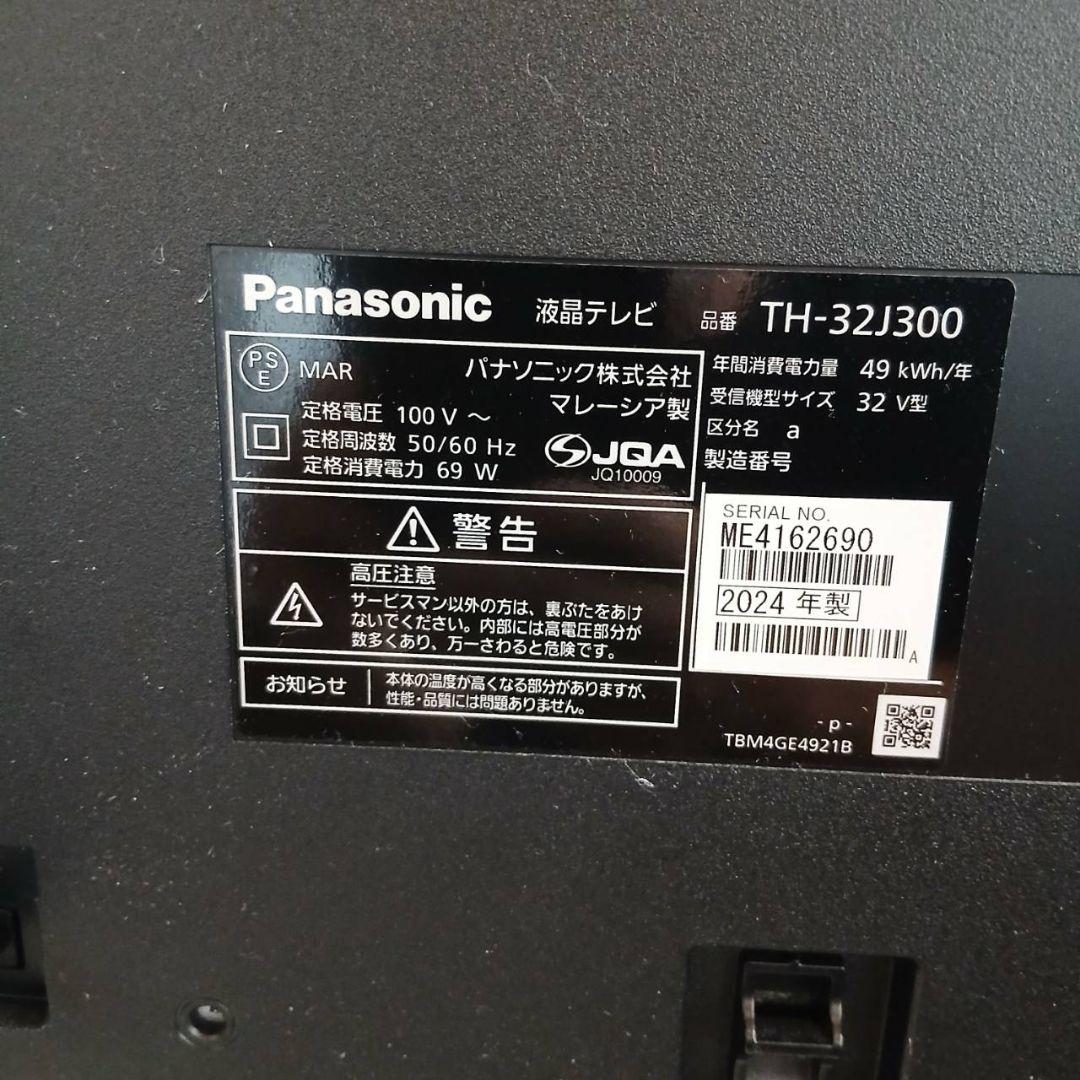 Panasonic 液晶テレビ 品番 TH-32J300
PS
E
MAR パナソニック株式会社
マレーシア製
定格電圧 100 V ～
定格周波数 50/60 Hz
定格消費電力 69 W
JQA
JQ10009
年間消費電力量 49 kWh/年
受信機型サイズ 32 V型
区分名 a
製造番号
SERIAL NO.
ME4162690
2024 年製
A
警告
高圧注意
サービスマン以外の方は、裏ぶたをあけ
ないでください。内部には高電圧部分が
数多くあり、万一さわると危険です。
お知らせ
本体の温度が高くなる部分がありますが、
性能・品質には問題ありません。
- p -
TBM4GE4921B